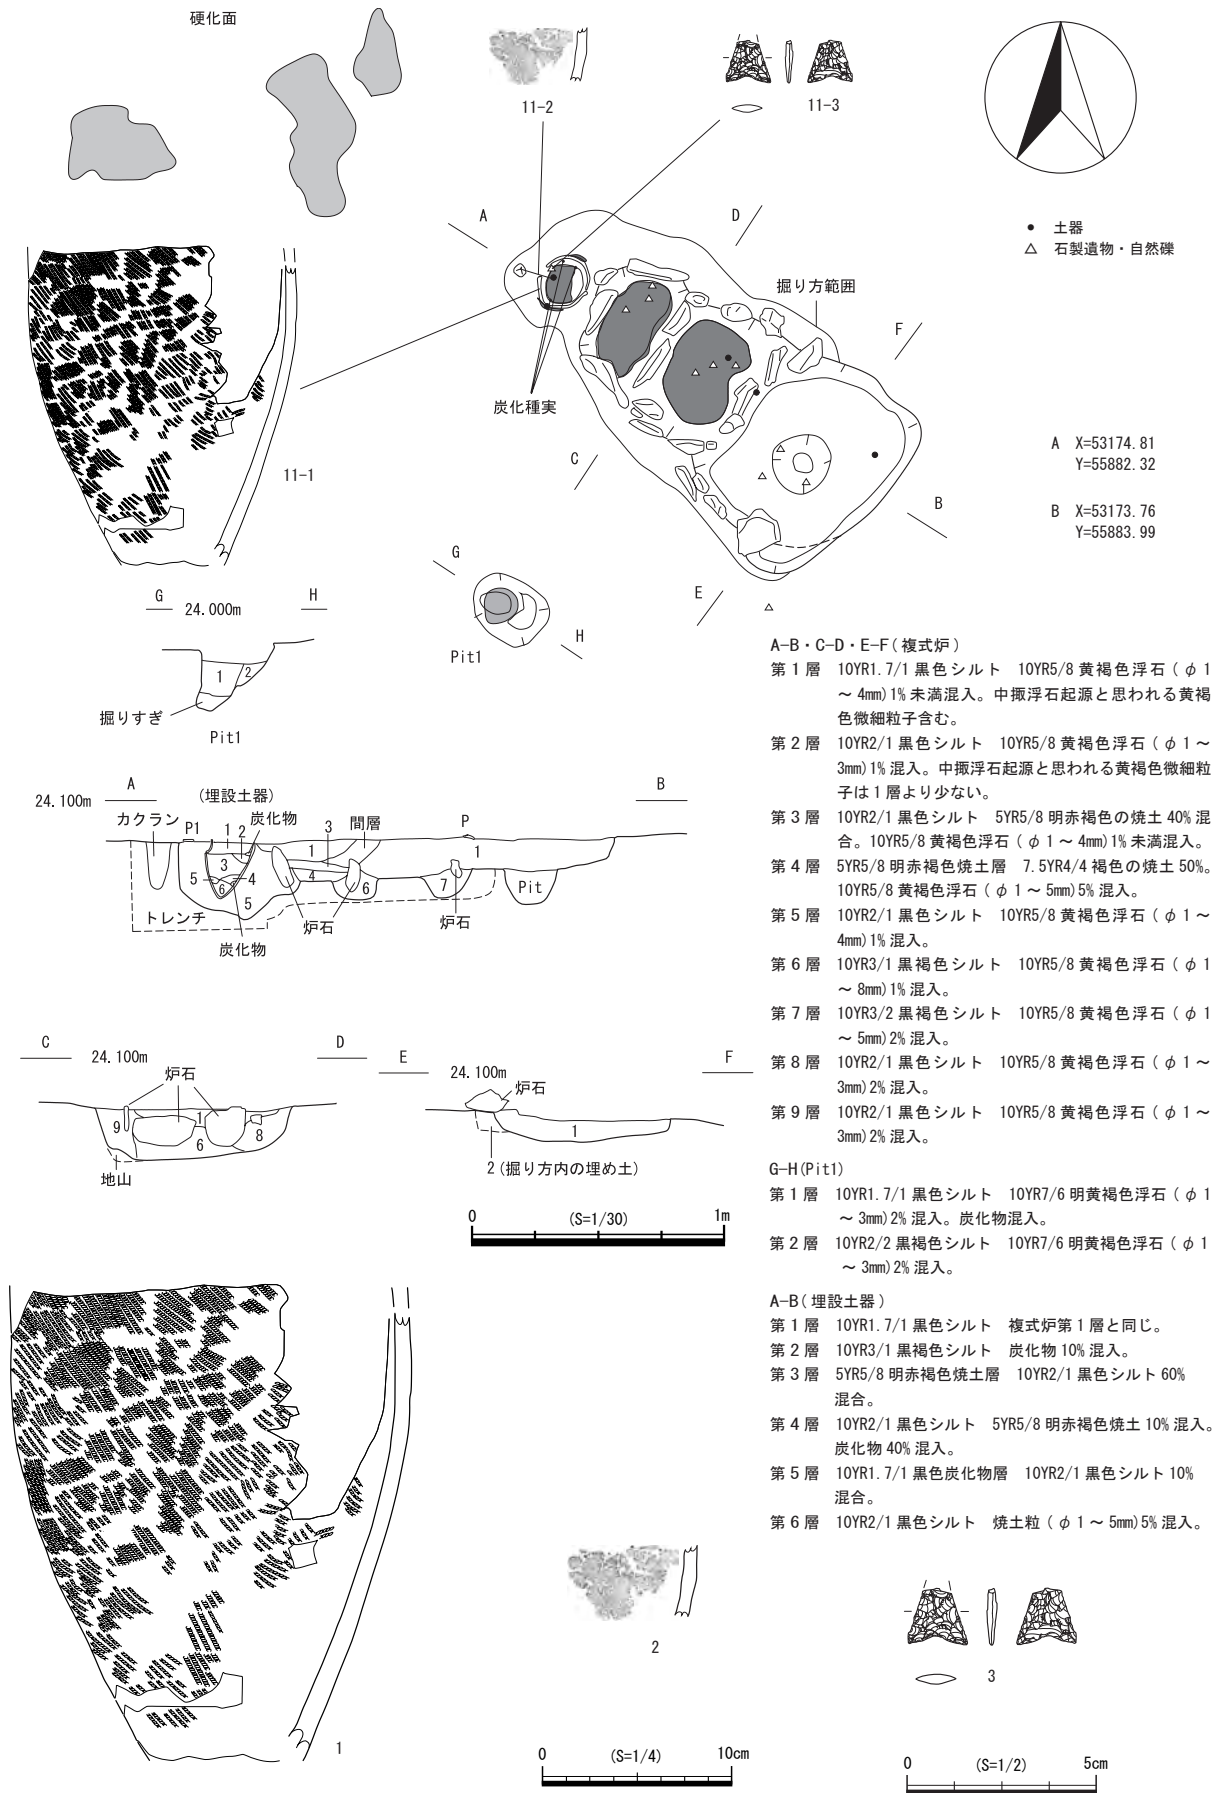 硬化面
11-2
11-3
● 土器
△ 石製遺物・自然礫
A
D
掘り方範囲
F
炭化種実
C
B
E
11-1
A X=53174.81
Y=55882.32
B X=53173.76
Y=55883.99
G
H
Pit1
G 24.000m H
1
2
掘りすぎ
Pit1
A
(埋設土器)
B
24.100m
カクラン
P1
1
2
炭化物
3
間層
P
1
1
3
5
4
6
4
6
7
Pit
5
トレンチ
炉石
炉石
炭化物
C
24.100m
D
炉石
9
1
8
6
地山
E
24.100m
F
炉石
1
2(掘り方内の埋め土)
0 (S=1/30) 1m
A-B・C-D・E-F(複式炉)
第1層 10YR1.7/1黒色シルト 10YR5/8黄褐色浮石(φ1
～4mm)1%未満混入。中掫浮石起源と思われる黄褐
色微細粒子含む。
第2層 10YR2/1黒色シルト 10YR5/8黄褐色浮石(φ1～
3mm)1%混入。中掫浮石起源と思われる黄褐色微細粒
子は1層より少ない。
第3層 10YR2/1黒色シルト 5YR5/8明赤褐色の焼土40%混
合。10YR5/8黄褐色浮石(φ1～4mm)1%未満混入。
第4層 5YR5/8明赤褐色焼土層 7.5YR4/4褐色の焼土50%。
10YR5/8黄褐色浮石(φ1～5mm)5%混入。
第5層 10YR2/1黒色シルト 10YR5/8黄褐色浮石(φ1～
4mm)1%混入。
第6層 10YR3/1黒褐色シルト 10YR5/8黄褐色浮石(φ1
～8mm)1%混入。
第7層 10YR3/2黒褐色シルト 10YR5/8黄褐色浮石(φ1
～5mm)2%混入。
第8層 10YR2/1黒色シルト 10YR5/8黄褐色浮石(φ1～
3mm)2%混入。
第9層 10YR2/1黒色シルト 10YR5/8黄褐色浮石(φ1～
3mm)2%混入。
G-H(Pit1)
第1層 10YR1.7/1黒色シルト 10YR7/6明黄褐色浮石(φ1
～3mm)2%混入。炭化物混入。
第2層 10YR2/2黒褐色シルト 10YR7/6明黄褐色浮石(φ1
～3mm)2%混入。
A-B(埋設土器)
第1層 10YR1.7/1黒色シルト 複式炉第1層と同じ。
第2層 10YR3/1黒褐色シルト 炭化物10%混入。
第3層 5YR5/8明赤褐色焼土層 10YR2/1黒色シルト60%
混合。
第4層 10YR2/1黒色シルト 5YR5/8明赤褐色焼土10%混入。
炭化物40%混入。
第5層 10YR1.7/1黒色炭化物層 10YR2/1黒色シルト10%
混合。
第6層 10YR2/1黒色シルト 焼土粒(φ1～5mm)5%混入。
1
2
3
0 (S=1/4) 10cm
0 (S=1/2) 5cm